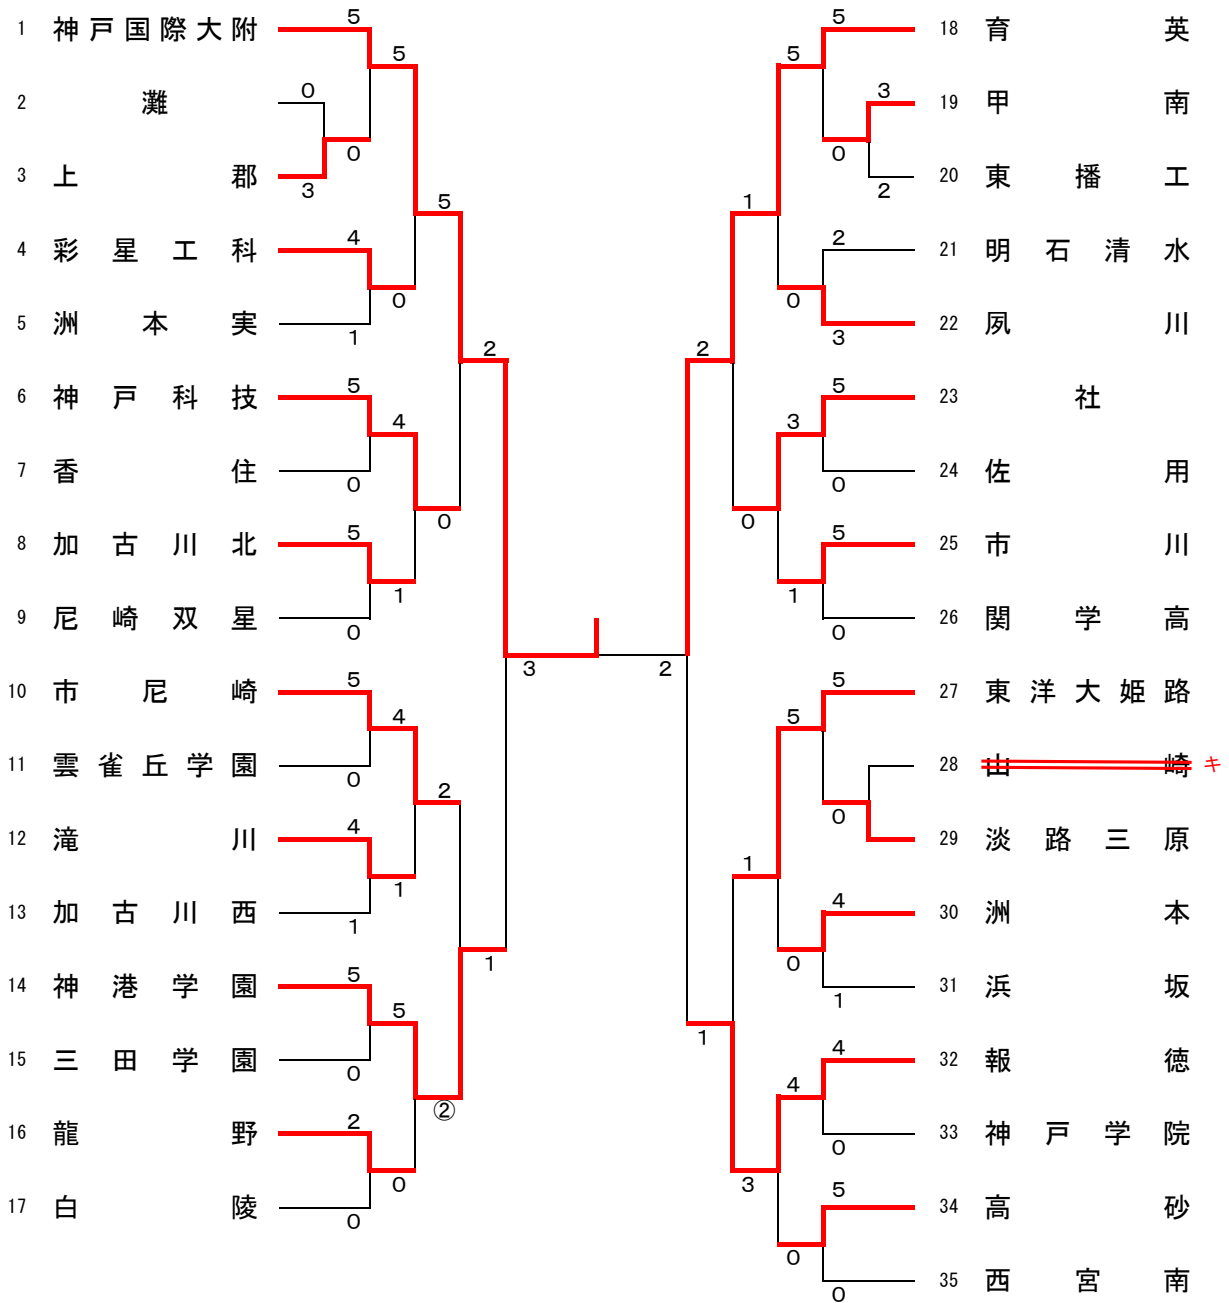 1 神戸国際大附 5
5
2 灘 0
0
3 上郡 3
5
4 彩星工科 4
0
5 洲本実 1
2
6 神戸科技 5
4
7 香住 0
0
8 加古川北 5
1
9 尼崎双星 0
3
10 市尼崎 5
4
11 雲雀丘学園 0
2
12 滝川 4
1
13 加古川西 1
1
14 神港学園 5
5
15 三田学園 0
②
16 龍野 2
0
17 白陵 0
5 18 育英
5
3 19 甲南
0
2 20 東播工
1
2 21 明石清水
0
3 22 夙川
2
5 23 社
3
0 24 佐用
0
5 25 市川
1
0 26 関学高
2
5 27 東洋大姫路
5
28 山崎 キ
0
29 淡路三原
1
4 30 洲本
0
1 31 浜坂
1
4 32 報徳
4
0 33 神戸学院
3
5 34 高砂
0
0 35 西宮南